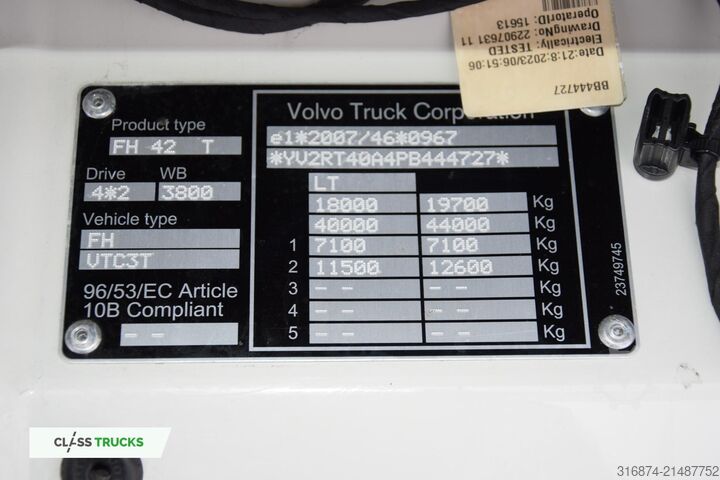 BB444727
Date:21:8:2023/06:51:06
Electrically: TESTED
DrawingNo: 22907631 11
OperatorID: 15613
Volvo Truck Corporation
e1*2007/46*0967
*YV2RT40A4PB444727*
LT
18000 19700 Kg
40000 44000 Kg
1 7100 7100 Kg
2 11500 12600 Kg
3 -- -- Kg
4 -- -- Kg
5 -- -- Kg
Product type
FH 42 T
Drive WB
4*2 3800
Vehicle type
FH
VTC3T
96/53/EC Article
10B Compliant
-- 
23749745
CLASS TRUCKS
316874-21487752